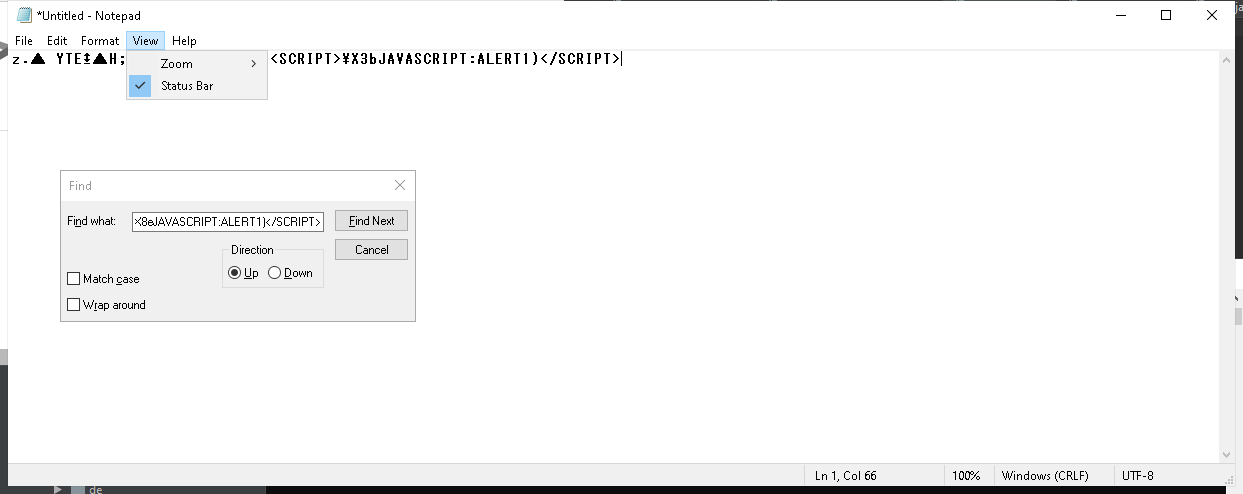 *Untitled - Notepad
File Edit Format View Help
z.▲ YTE‡▲H; <SCRIPT>¥X3bJAVASCRIPT:ALERT1)</SCRIPT>
Zoom >
Status Bar
Find
Find what: X8eJAVASCRIPT:ALERT1)</SCRIPT> Find Next
Cancel
Direction
Up Down
Match case
Wrap around
Ln 1, Col 66 100% Windows (CRLF) UTF-8
de